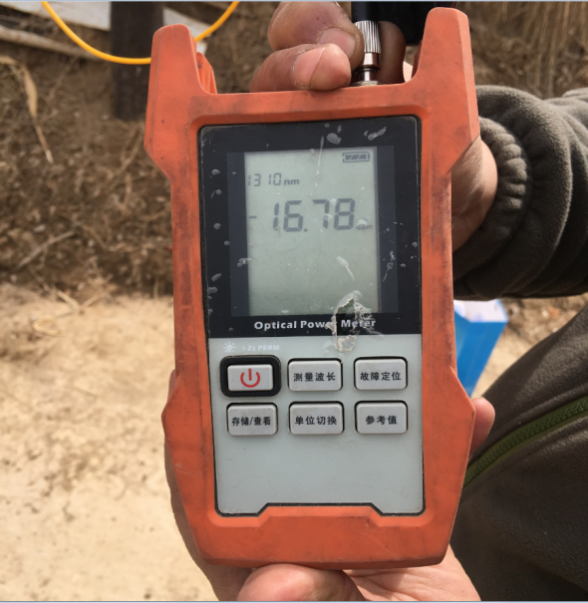 1310nm
-16.78
Optical Power Meter
测量波长 故障定位
存储/查看 单位切换 参考值